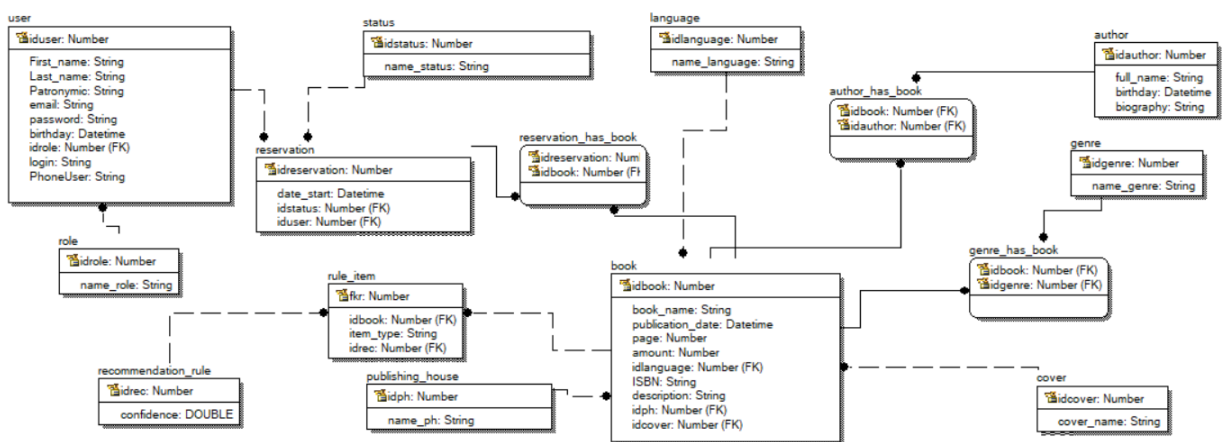 user
iduser: Number
First_name: String
Last_name: String
Patronymic: String
email: String
password: String
birthday: Datetime
idrole: Number (FK)
login: String
PhoneUser: String
status
idstatus: Number
name_status: String
language
idlanguage: Number
name_language: String
author
idauthor: Number
full_name: String
birthday: Datetime
biography: String
author_has_book
idbook: Number (FK)
idauthor: Number (FK)
reservation_has_book
idreservation: Num
idbook: Number (F
reservation
idreservation: Number
date_start: Datetime
idstatus: Number (FK)
iduser: Number (FK)
genre
idgenre: Number
name_genre: String
genre_has_book
idbook: Number (FK)
idgenre: Number (FK)
role
idrole: Number
name_role: String
rule_item
fkr: Number
idbook: Number (FK)
item_type: String
idrec: Number (FK)
book
idbook: Number
book_name: String
publication_date: Datetime
page: Number
amount: Number
idlanguage: Number (FK)
ISBN: String
description: String
idph: Number (FK)
idcover: Number (FK)
recommendation_rule
idrec: Number
confidence: DOUBLE
publishing_house
idph: Number
name_ph: String
cover
idcover: Number
cover_name: String